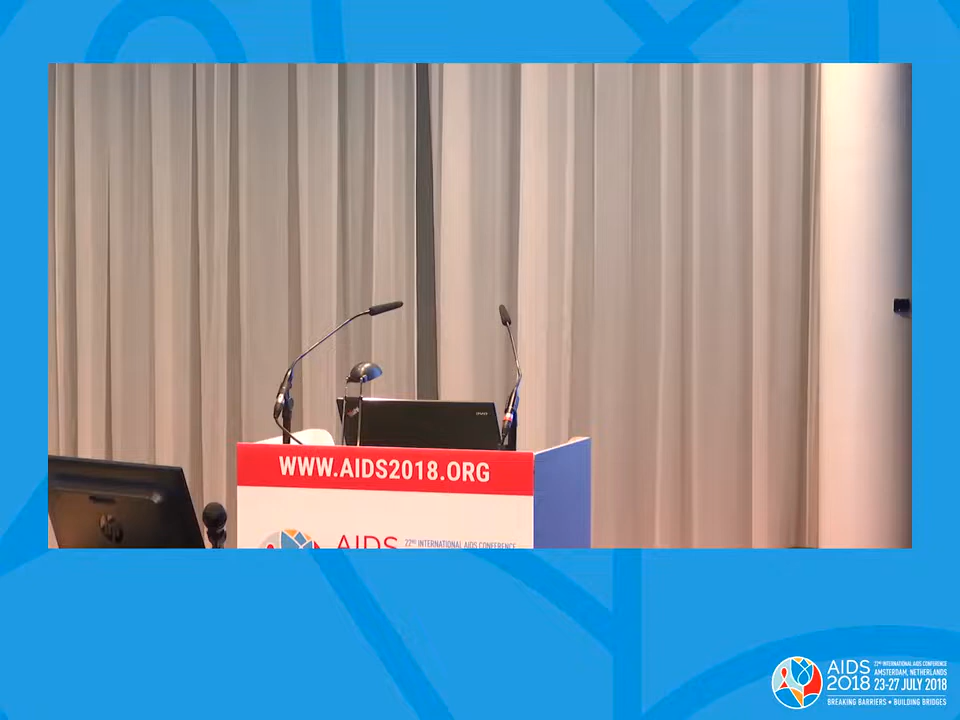 WWW.AIDS2018.ORG
AIDS 22ND INTERNATIONAL AIDS CONFERENCE
hp
AIDS 2018
22ND INTERNATIONAL AIDS CONFERENCE
AMSTERDAM, NETHERLANDS
23-27 JULY 2018
BREAKING BARRIERS • BUILDING BRIDGES